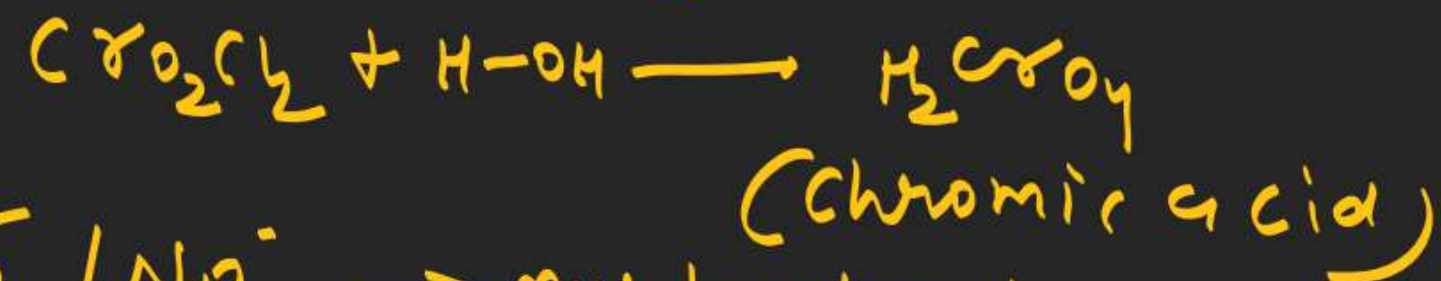 CrO₂Cl₂ + H-OH ⟶ H₂CrO₄
(Chromic acid)